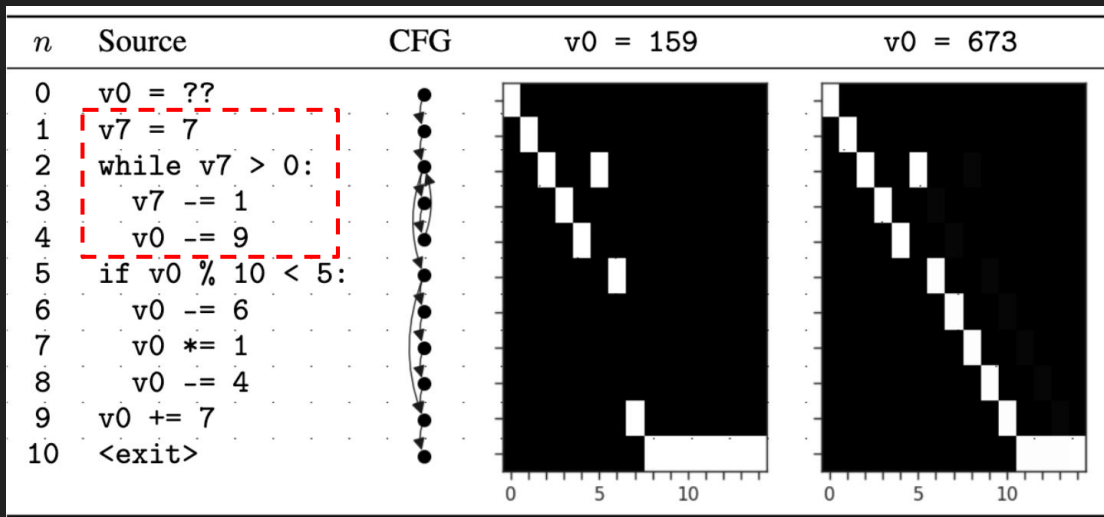 n Source CFG v0 = 159 v0 = 673
0 v0 = ??
1 v7 = 7
2 while v7 > 0:
3 v7 -= 1
4 v0 -= 9
5 if v0 % 10 < 5:
6 v0 -= 6
7 v0 *= 1
8 v0 -= 4
9 v0 += 7
10 <exit>
0 5 10 0 5 10